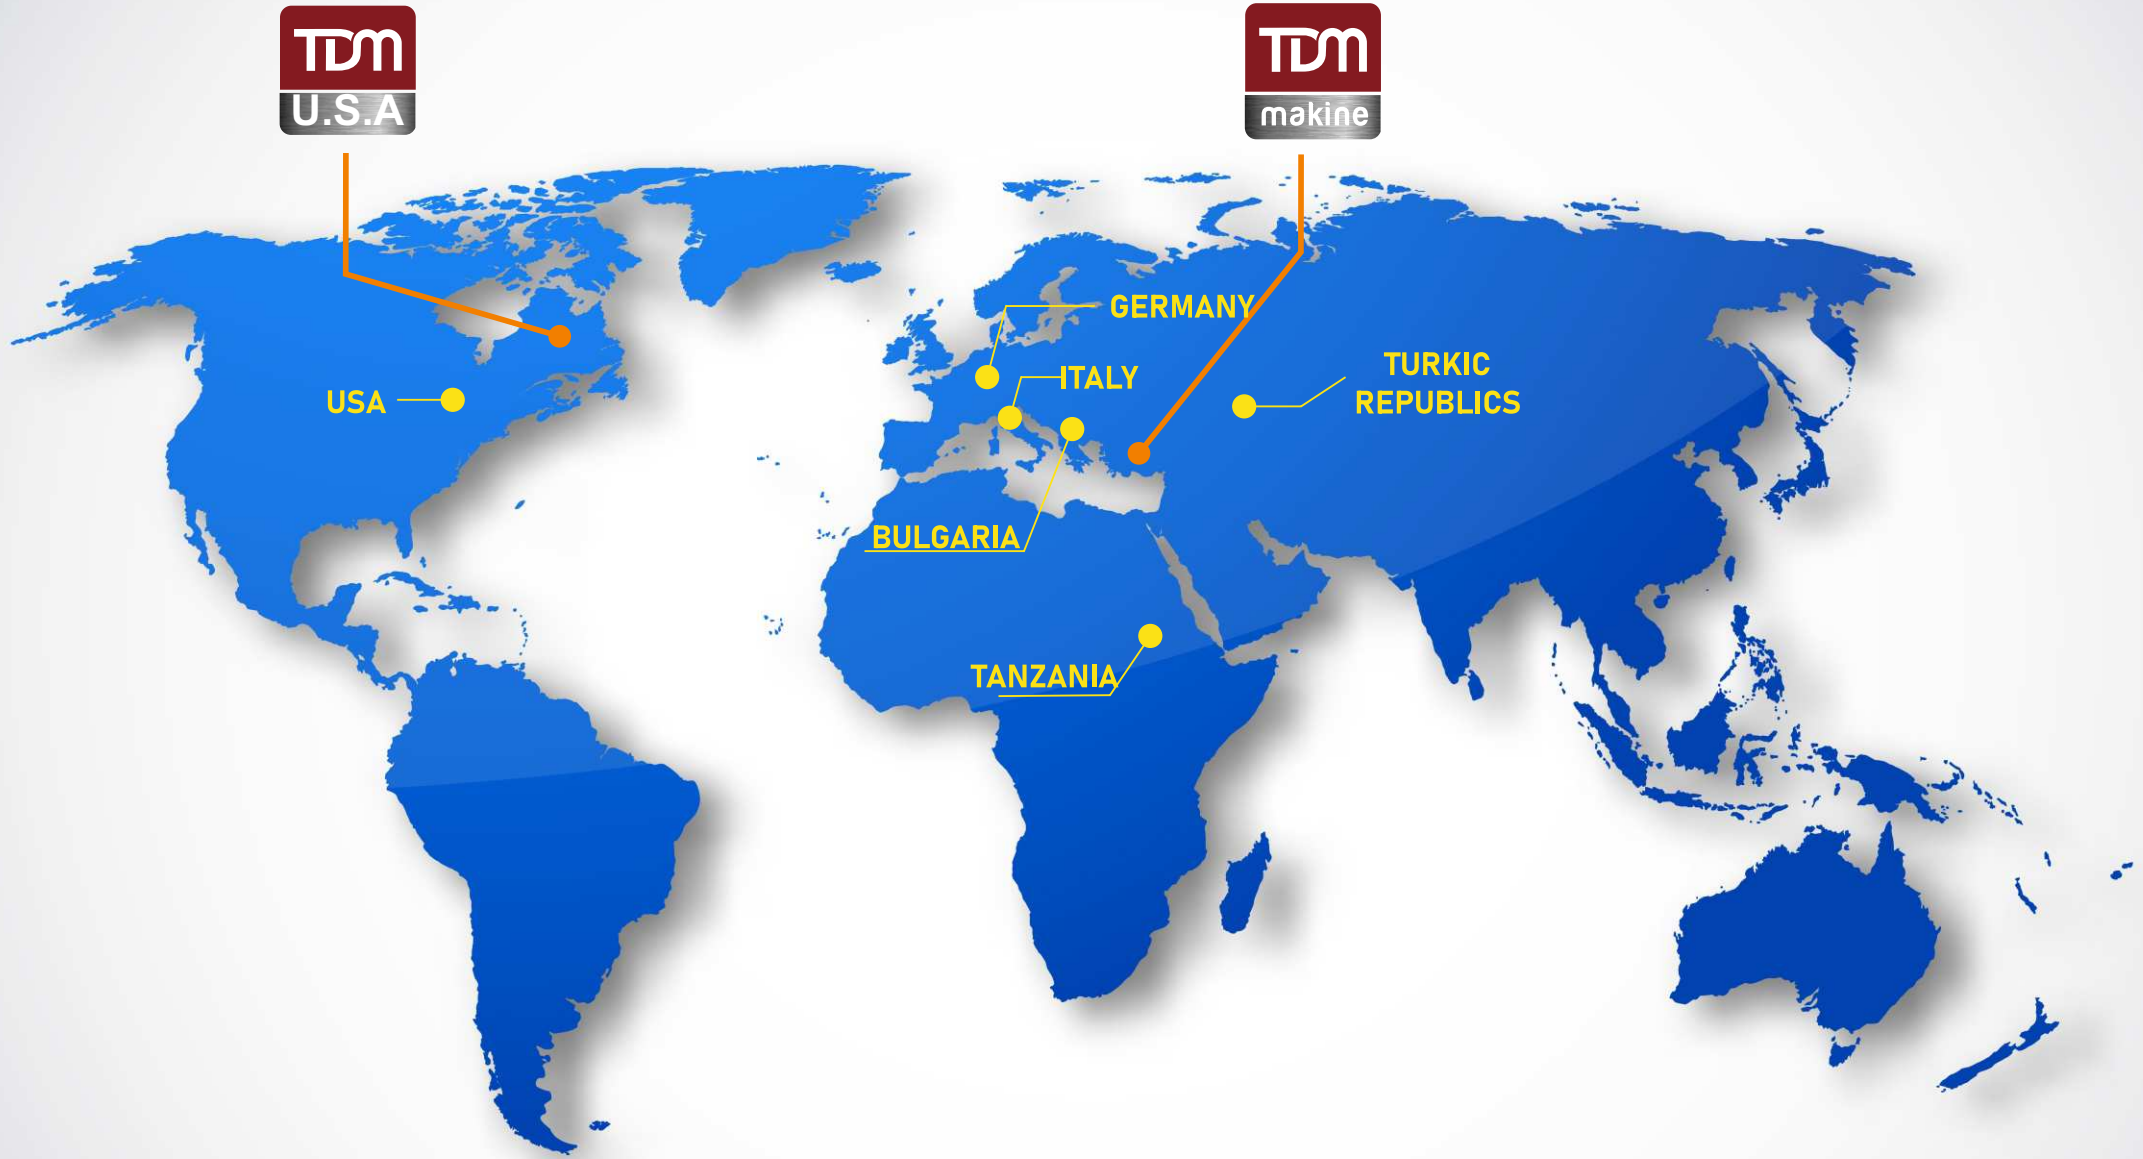 TDM
U.S.A
TDM
makine
GERMANY
ITALY
TURKIC
REPUBLICS
USA
BULGARIA
TANZANIA